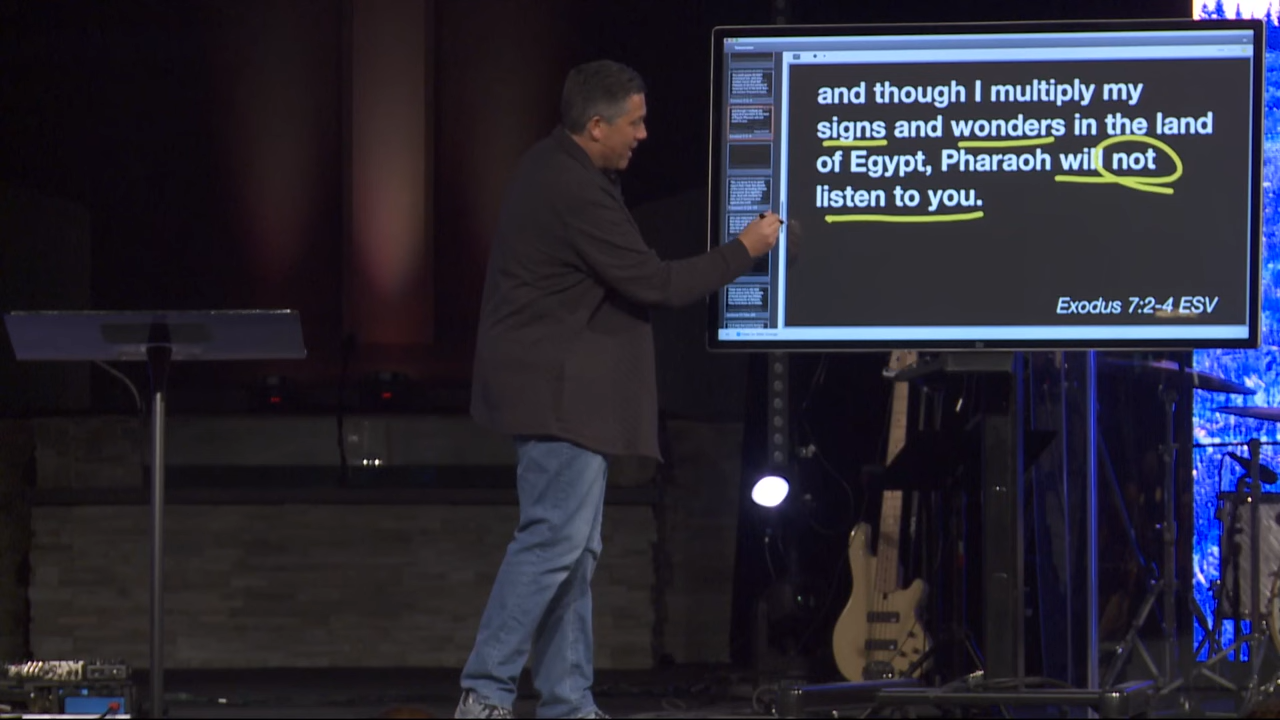 and though I multiply my
signs and wonders in the land
of Egypt, Pharaoh will not
listen to you.
Exodus 7:2-4 ESV